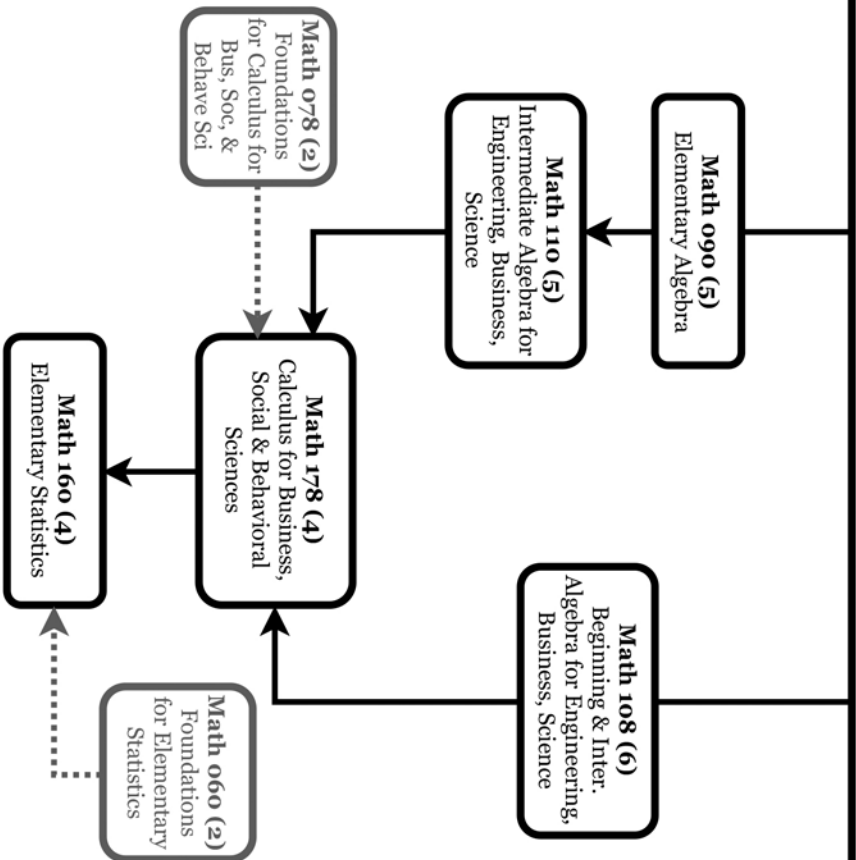 Math 090 (5)
Elementary Algebra
Math 110 (5)
Intermediate Algebra for
Engineering, Business,
Science
Math 108 (6)
Beginning & Inter.
Algebra for Engineering,
Business, Science
Math 078 (2)
Foundations
for Calculus for
Bus, Soc, &
Behave Sci
Math 178 (4)
Calculus for Business,
Social & Behavioral
Sciences
Math 060 (2)
Foundations
for Elementary
Statistics
Math 160 (4)
Elementary Statistics